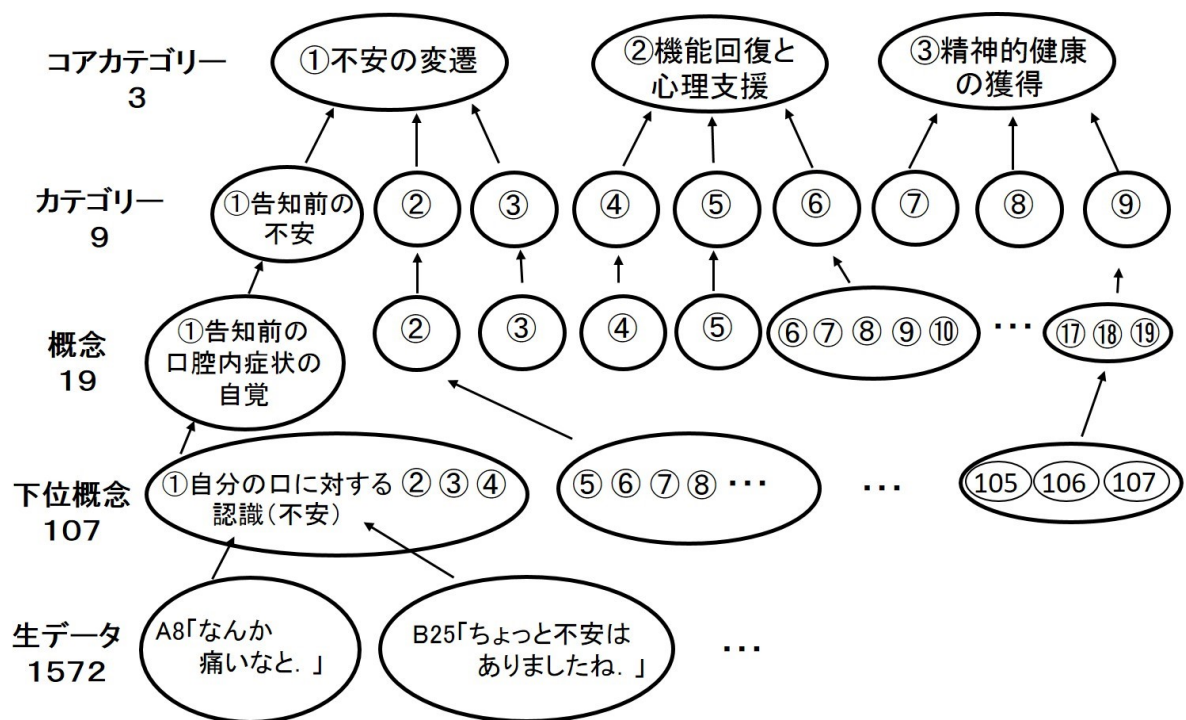 コアカテゴリー
3
①不安の変遷
②機能回復と
心理支援
③精神的健康
の獲得
カテゴリー
9
①告知前の
不安
② ③ ④ ⑤ ⑥ ⑦ ⑧ ⑨
概念
19
①告知前の
口腔内症状の
自覚
② ③ ④ ⑤ ⑥⑦⑧⑨⑩ … ⑰⑱⑲
下位概念
107
①自分の口に対する ②③④
認識(不安)
⑤⑥⑦⑧… … 105 106 107
生データ
1572
A8「なんか
痛いなと.」
B25「ちょっと不安は
ありましたね.」
…